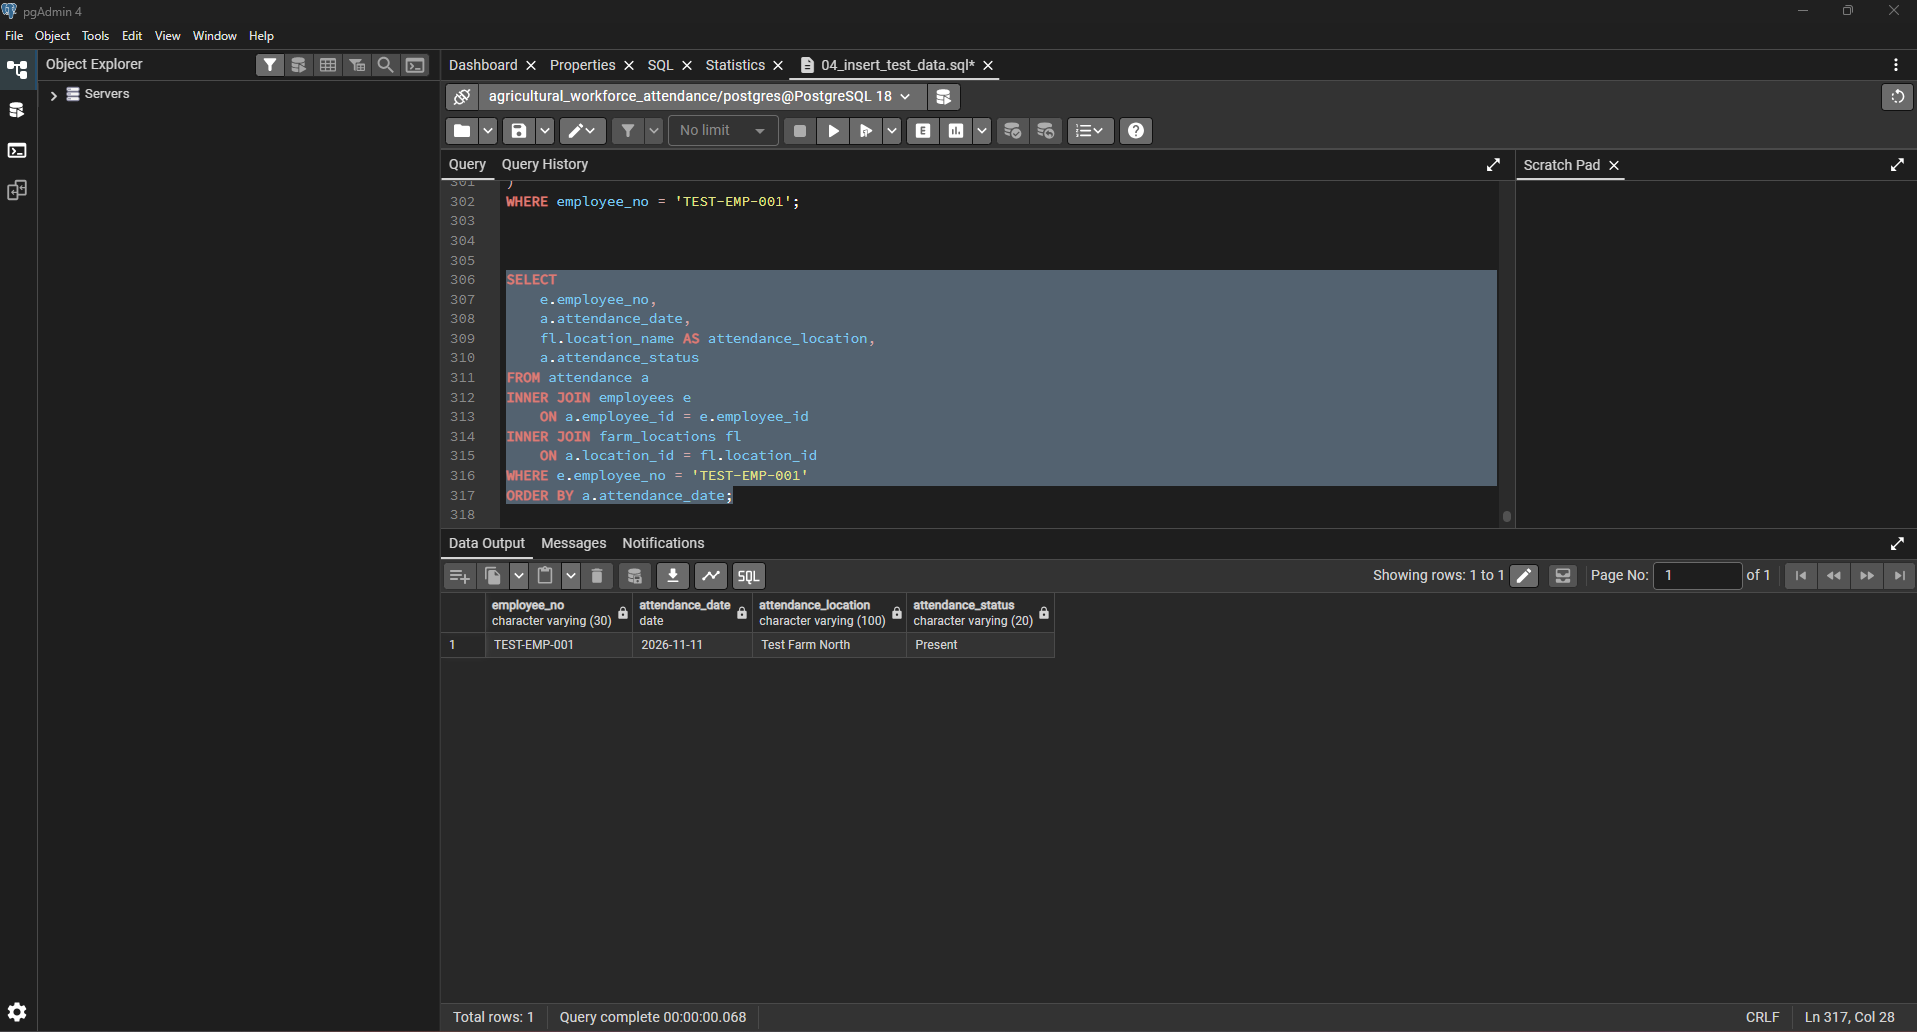 pgAdmin 4
File Object Tools Edit View Window Help
Object Explorer
Servers
Dashboard Properties SQL Statistics 04_insert_test_data.sql*
agricultural_workforce_attendance/postgres@PostgreSQL 18
No limit
E
Query Query History
Scratch Pad
301 )
302 WHERE employee_no = 'TEST-EMP-001';
303
304
305
306 SELECT
307 e.employee_no,
308 a.attendance_date,
309 fl.location_name AS attendance_location,
310 a.attendance_status
311 FROM attendance a
312 INNER JOIN employees e
313 ON a.employee_id = e.employee_id
314 INNER JOIN farm_locations fl
315 ON a.location_id = fl.location_id
316 WHERE e.employee_no = 'TEST-EMP-001'
317 ORDER BY a.attendance_date;
318
Data Output Messages Notifications
SQL
Showing rows: 1 to 1
Page No: 1 of 1
employee_no attendance_date attendance_location attendance_status
character varying (30) date character varying (100) character varying (20)
1 TEST-EMP-001 2026-11-11 Test Farm North Present
Total rows: 1 Query complete 00:00:00.068 CRLF Ln 317, Col 28